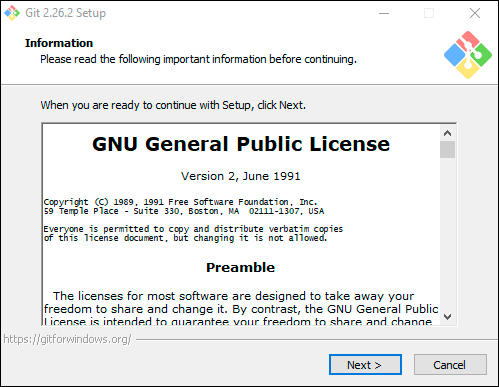 Git 2.26.2 Setup
Information
Please read the following important information before continuing.
When you are ready to continue with Setup, click Next.
GNU General Public License
Version 2, June 1991
Copyright (C) 1989, 1991 Free Software Foundation, Inc.
59 Temple Place - Suite 330, Boston, MA  02111-1307, USA
Everyone is permitted to copy and distribute verbatim copies
of this license document, but changing it is not allowed.
Preamble
The licenses for most software are designed to take away your
freedom to share and change it. By contrast, the GNU General Public
License is intended to guarantee your freedom to share and change
https://gitforwindows.org/
Next >
Cancel